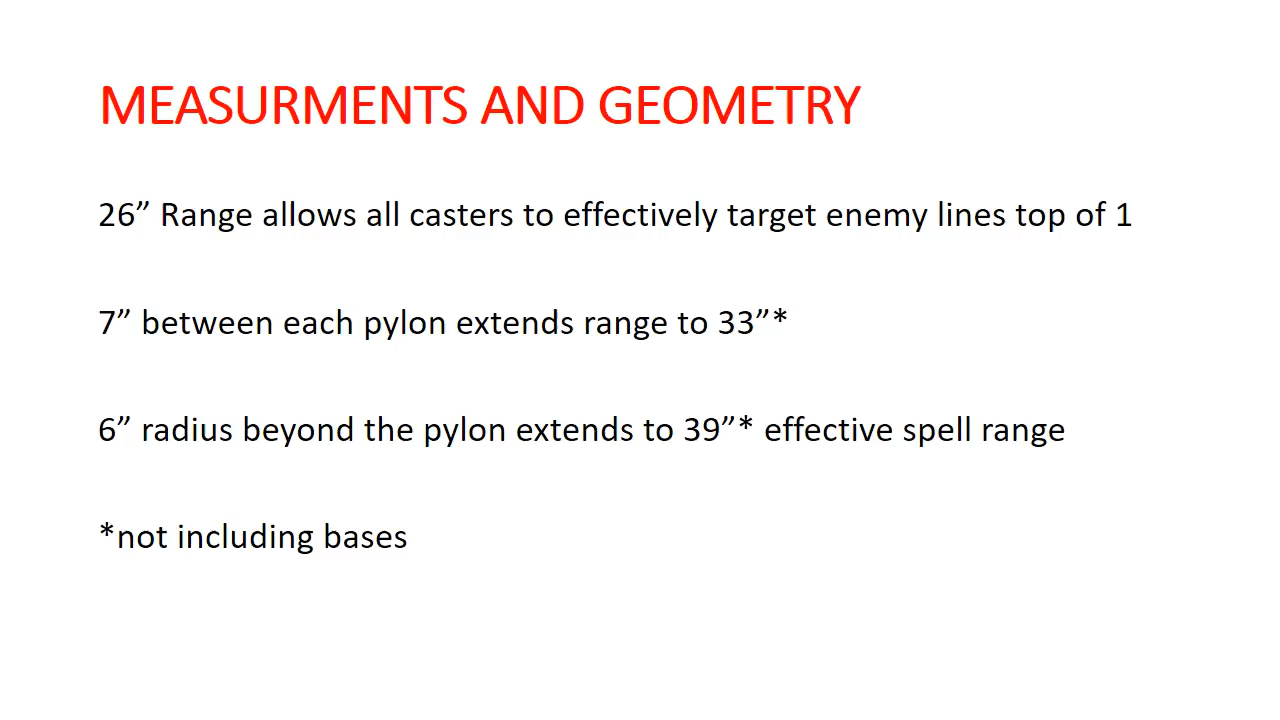 MEASURMENTS AND GEOMETRY
26” Range allows all casters to effectively target enemy lines top of 1
7” between each pylon extends range to 33”*
6” radius beyond the pylon extends to 39”* effective spell range
*not including bases